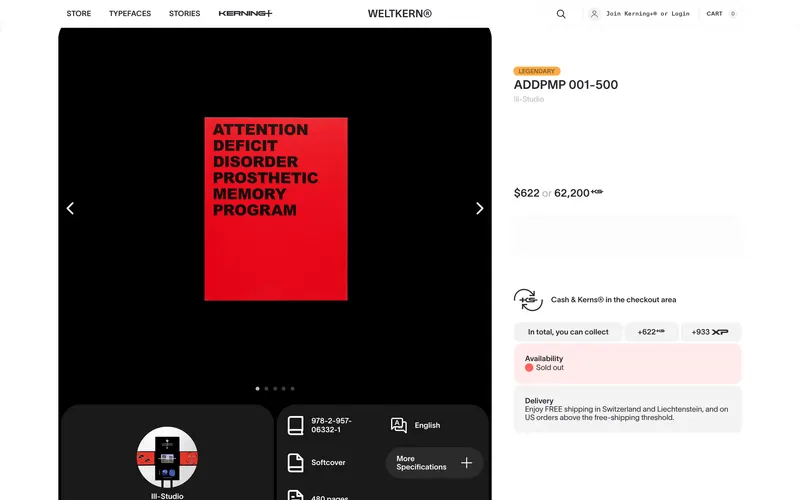 STORE
TYPEFACES
STORIES
KERNING+
WELTKERN®
Join Kerning+® or Login
CART
0
LEGENDARY
ADDPMP 001-500
Ill-Studio
ATTENTION
DEFICIT
DISORDER
PROSTHETIC
MEMORY
PROGRAM
$622 or 62,200
Cash & Kerns® in the checkout area
In total, you can collect
+622
+933 XP
Availability
Sold out
Delivery
Enjoy FREE shipping in Switzerland and Liechtenstein, and on
US orders above the free-shipping threshold.
978-2-957-
06332-1
English
Softcover
More
Specifications
480 pages
Ill-Studio